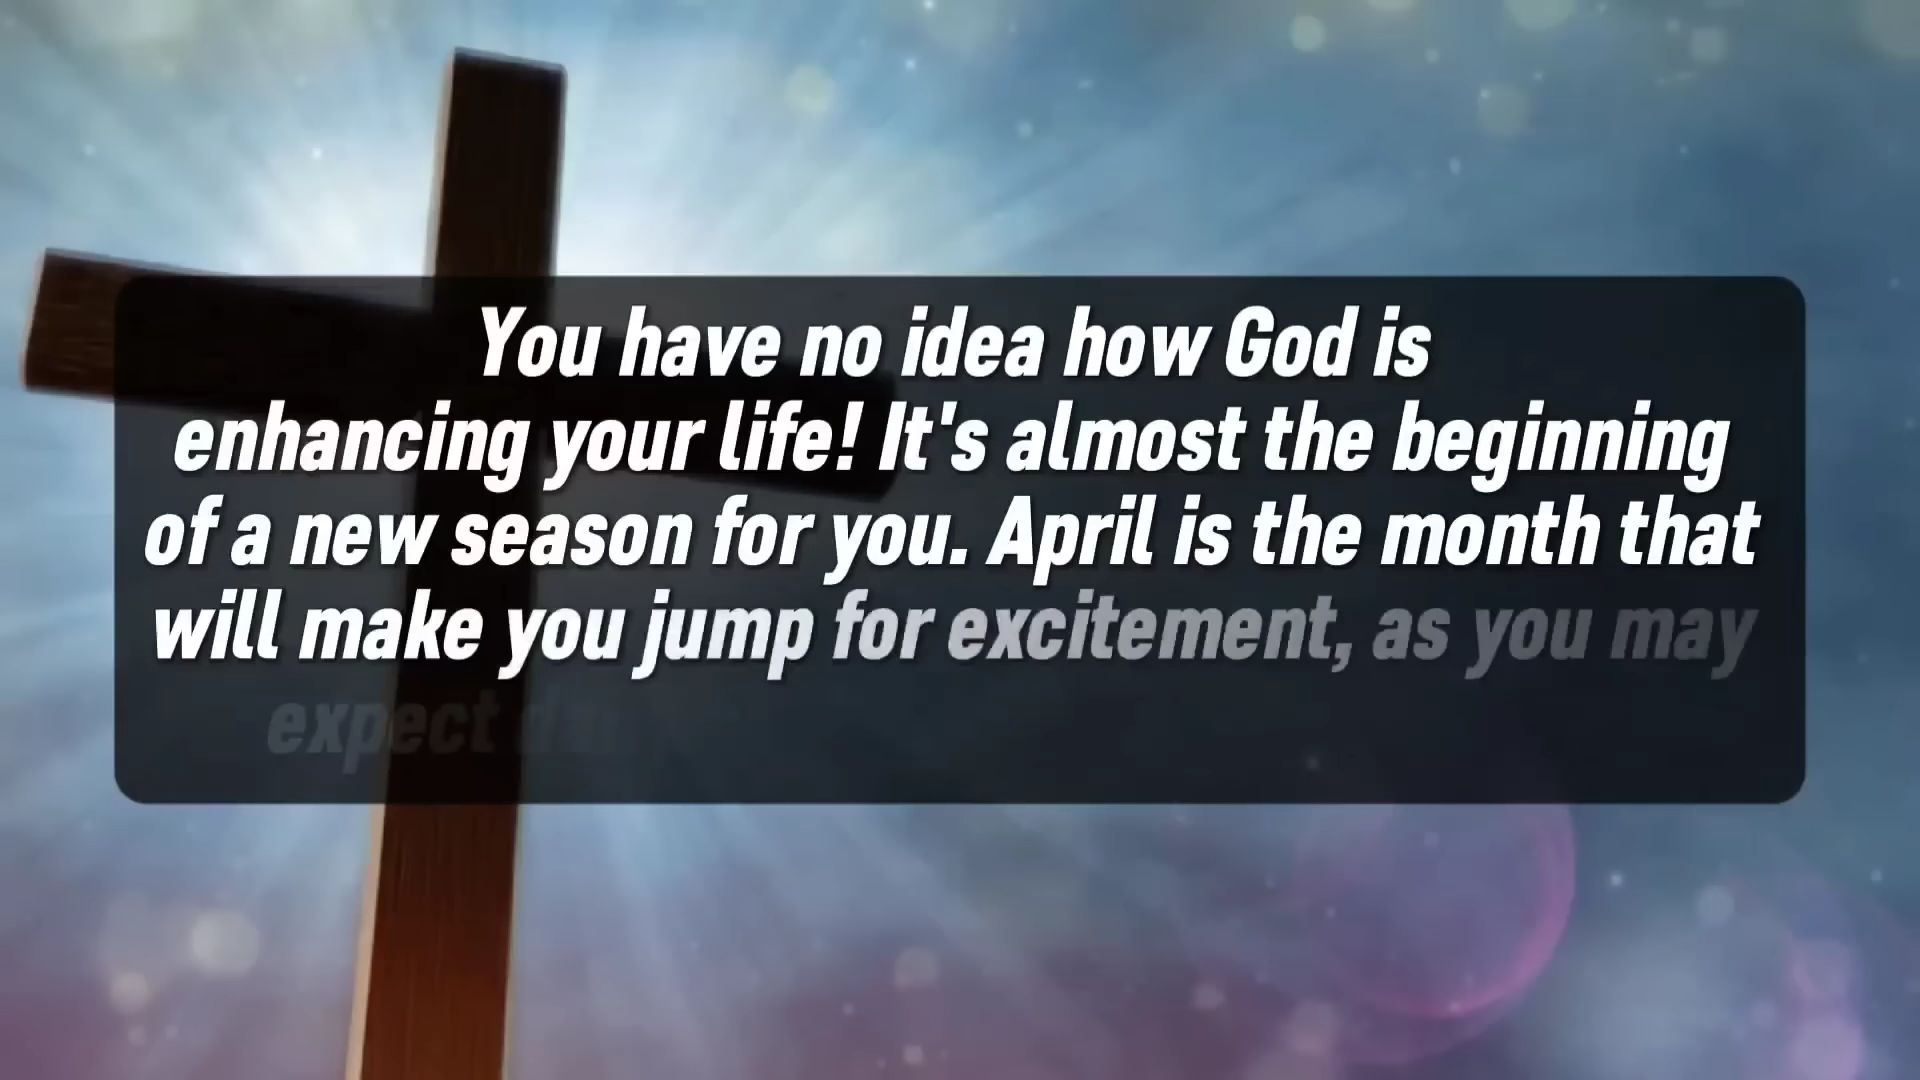 You have no idea how God is
enhancing your life! It's almost the beginning
of a new season for you. April is the month that
will make you jump for excitement, as you may
expect